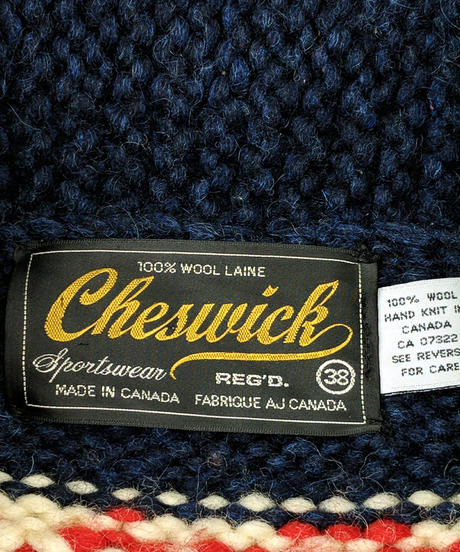 100% WOOL LAINE
Cheswick
Sportswear REG'D. 38
MADE IN CANADA FABRIQUE AJ CANADA
100% WOOL
HAND KNIT IN
CANADA
CA 07322
SEE REVERS
FOR CARE